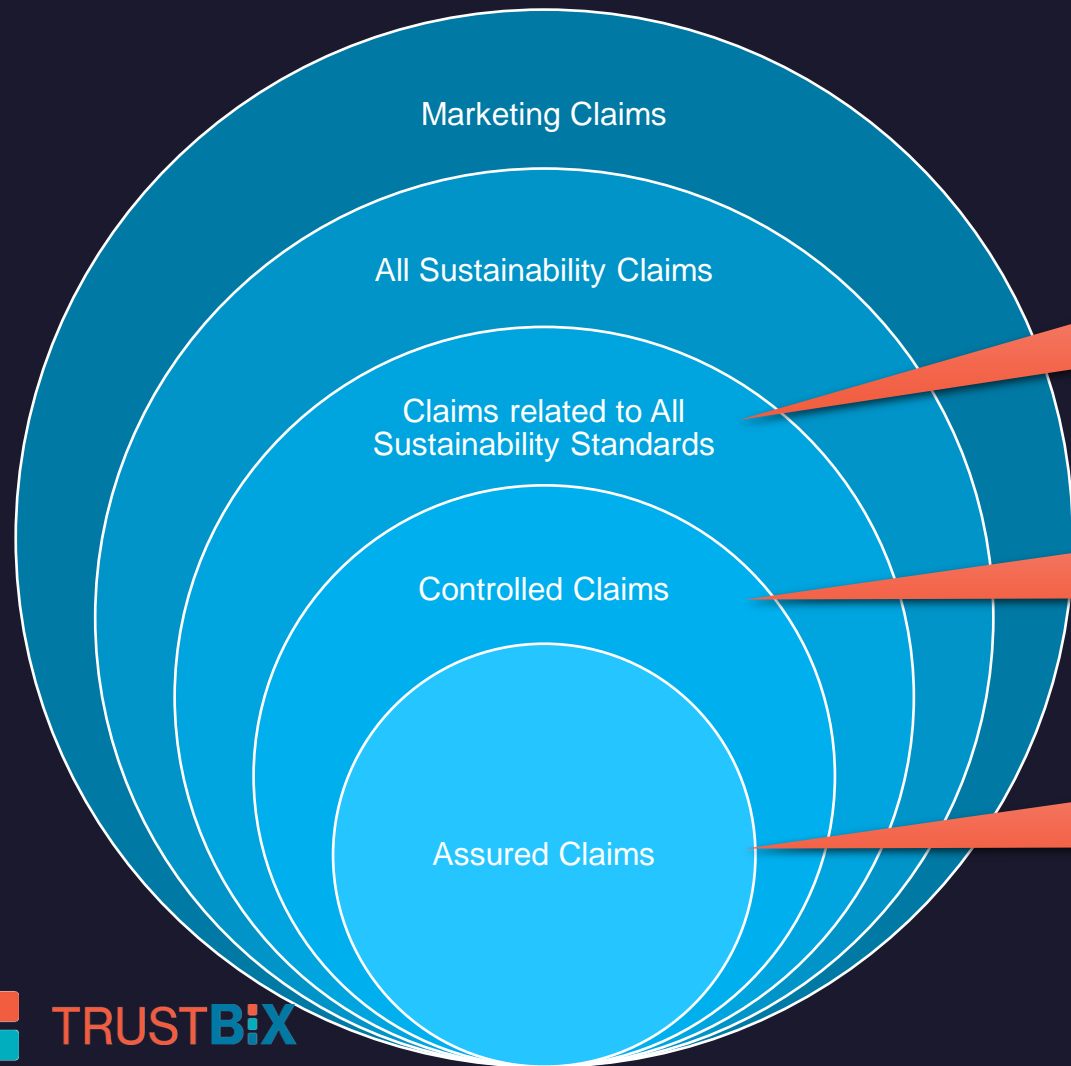 Marketing Claims
All Sustainability Claims
Claims related to All
Sustainability Standards
Controlled Claims
Assured Claims
TRUSTBIX